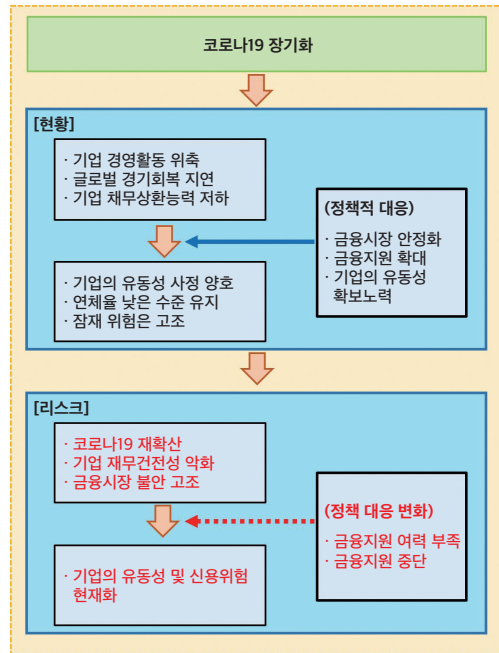 코로나19 장기화
[현황]
· 기업 경영활동 위축
· 글로벌 경기회복 지연
· 기업 채무상환능력 저하
(정책적 대응)
· 금융시장 안정화
· 금융지원 확대
· 기업의 유동성
확보노력
· 기업의 유동성 사정 양호
· 연체율 낮은 수준 유지
· 잠재 위험은 고조
[리스크]
· 코로나19 재확산
· 기업 재무건전성 악화
· 금융시장 불안 고조
(정책 대응 변화)
· 금융지원 여력 부족
· 금융지원 중단
· 기업의 유동성 및 신용위험
현재화